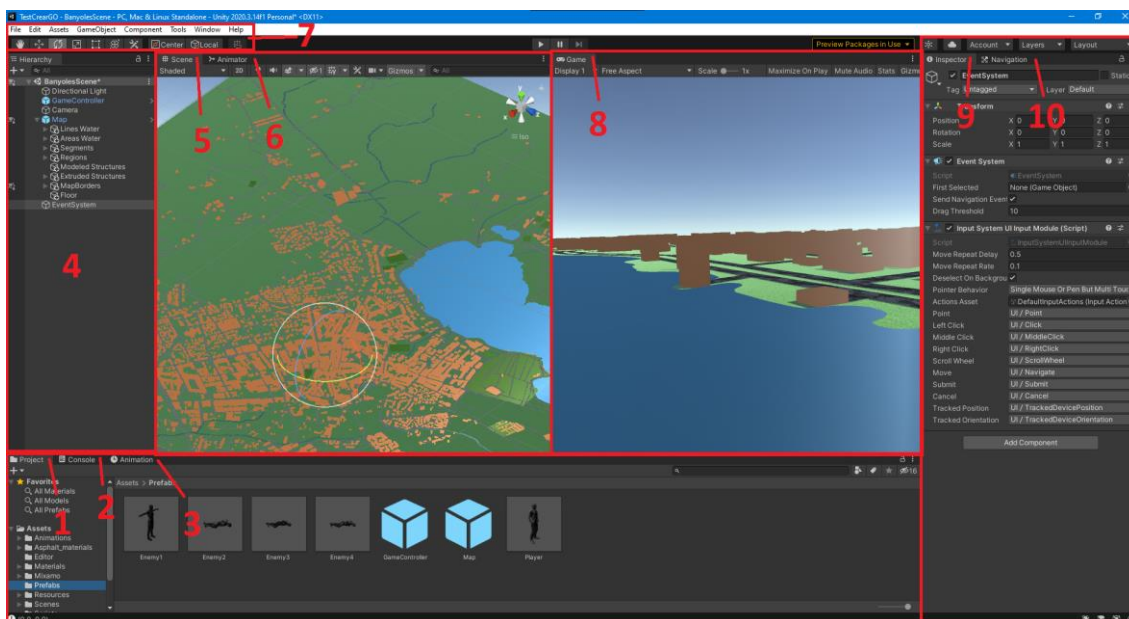 TestCrearGO - BanyolesScene - PC, Mac & Linux Standalone - Unity 2020.3.14f1 Personal* <DX11>
File Edit Assets GameObject Component Tools Window Help
7
Center Local
Preview Packages in Use
Account Layers Layout
Hierarchy
All
BanyolesScene*
Directional Light
GameController
Camera
Map
Lines Water
Areas Water
Segments
Regions
Modeled Structures
Extruded Structures
MapBorders
Floor
EventSystem
4
Scene Animator
Shaded 2D Gizmos All
5 6
Iso
Game
Display 1 Free Aspect Scale 1x Maximize On Play Mute Audio Stats Gizm
8
Inspector Navigation
EventSystem Static
Tag Untagged Layer Default
Transform
9 10
Position X 0 Y 0 Z 0
Rotation X 0 Y 0 Z 0
Scale X 1 Y 1 Z 1
Event System
Script EventSystem
First Selected None (Game Object)
Send Navigation Event
Drag Threshold 10
Input System UI Input Module (Script)
Script InputSystemUIInputModule
Move Repeat Delay 0.5
Move Repeat Rate 0.1
Deselect On Backgrou
Pointer Behavior Single Mouse Or Pen But Multi Touc
Actions Asset DefaultInputActions (Input Action
Point UI / Point
Left Click UI / Click
Middle Click UI / MiddleClick
Right Click UI / RightClick
Scroll Wheel UI / ScrollWheel
Move UI / Navigate
Submit UI / Submit
Cancel UI / Cancel
Tracked Position UI / TrackedDevicePosition
Tracked Orientation UI / TrackedDeviceOrientation
Add Component
Project Console Animation
16
Favorites
All Materials
All Models
All Prefabs
1 2 3
Assets
Animations
Asphalt_materials
Editor
Materials
Mixamo
Prefabs
Resources
Scenes
Assets > Prefabs
Enemy1 Enemy2 Enemy3 Enemy4 GameController Map Player